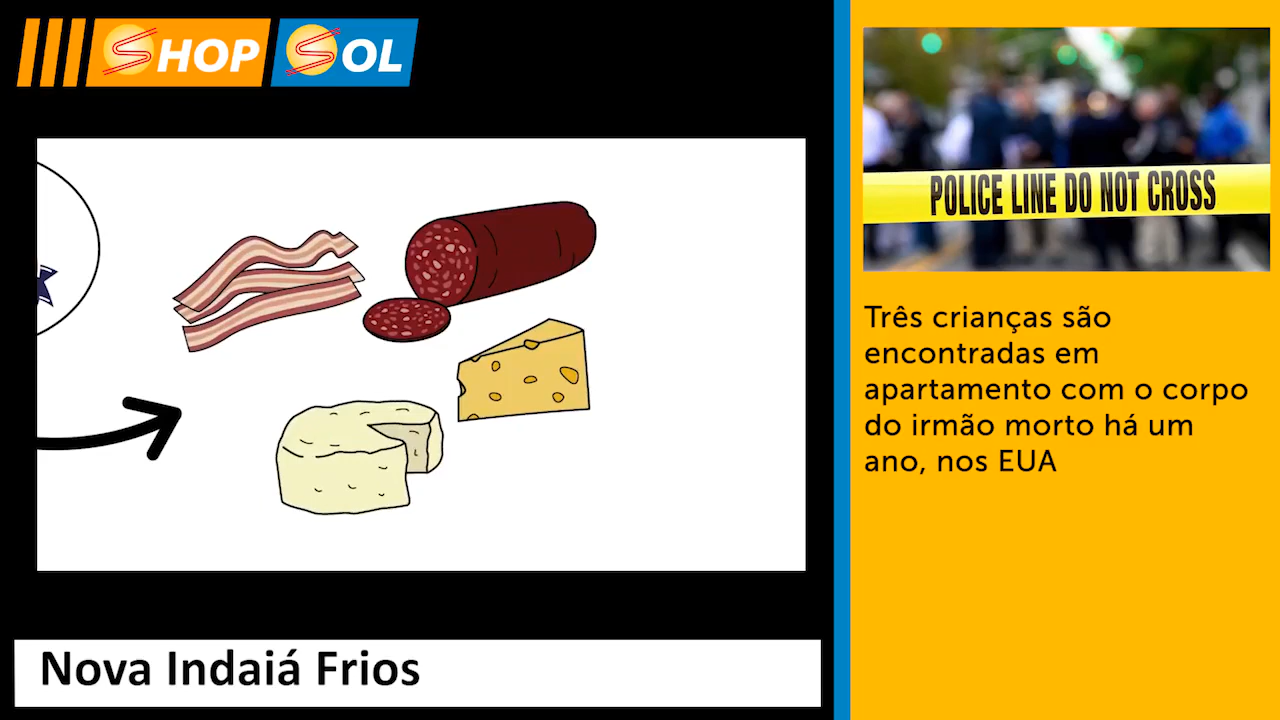 SHOP SOL
POLICE LINE DO NOT CROSS
Três crianças são
encontradas em
apartamento com o corpo
do irmão morto há um
ano, nos EUA
Nova Indaiá Frios